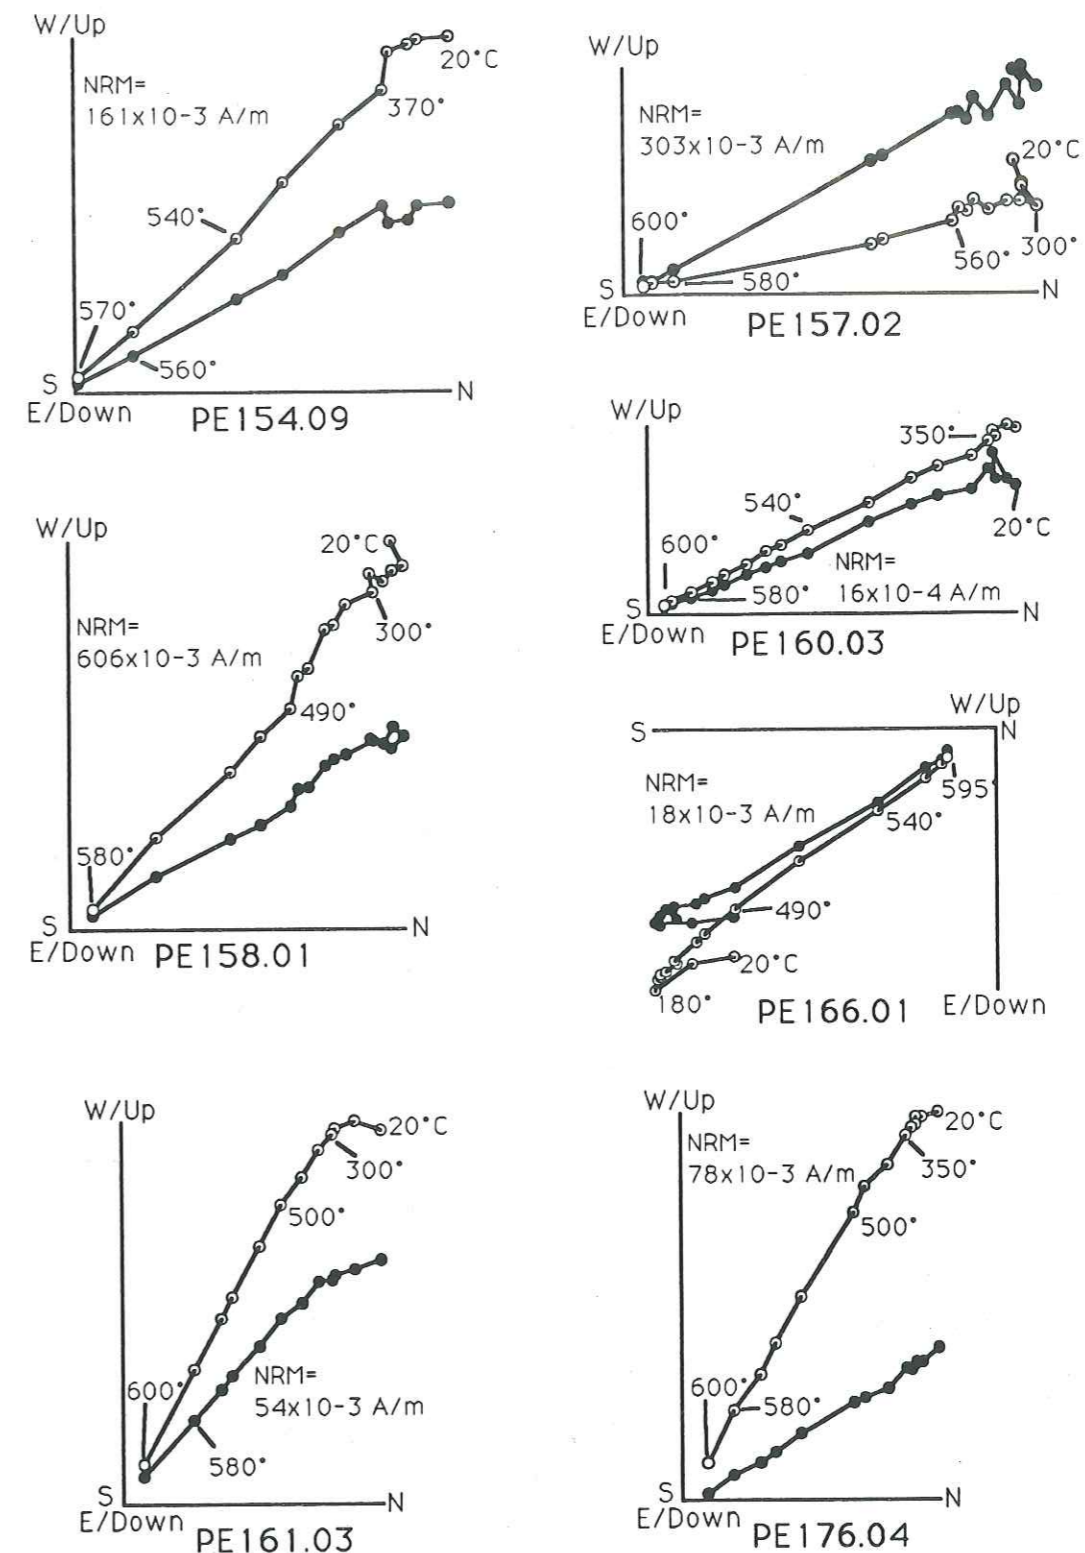 W/Up
20°C
NRM=
161x10-3 A/m
370°
540°
570°
560°
S
N
E/Down
PE154.09
W/Up
NRM=
303x10-3 A/m
20°C
600°
300°
560°
580°
S
N
E/Down
PE157.02
W/Up
350°
540°
20°C
600°
NRM=
16x10-4 A/m
580°
S
N
E/Down
PE160.03
W/Up
20°C
NRM=
606x10-3 A/m
300°
490°
580°
S
N
E/Down
PE158.01
W/Up
S
N
NRM=
18x10-3 A/m
595°
540°
490°
20°C
180°
PE166.01
E/Down
W/Up
20°C
300°
500°
NRM=
54x10-3 A/m
600°
580°
S
N
E/Down
PE161.03
W/Up
NRM=
78x10-3 A/m
20°C
350°
500°
600°
580°
S
N
E/Down
PE176.04